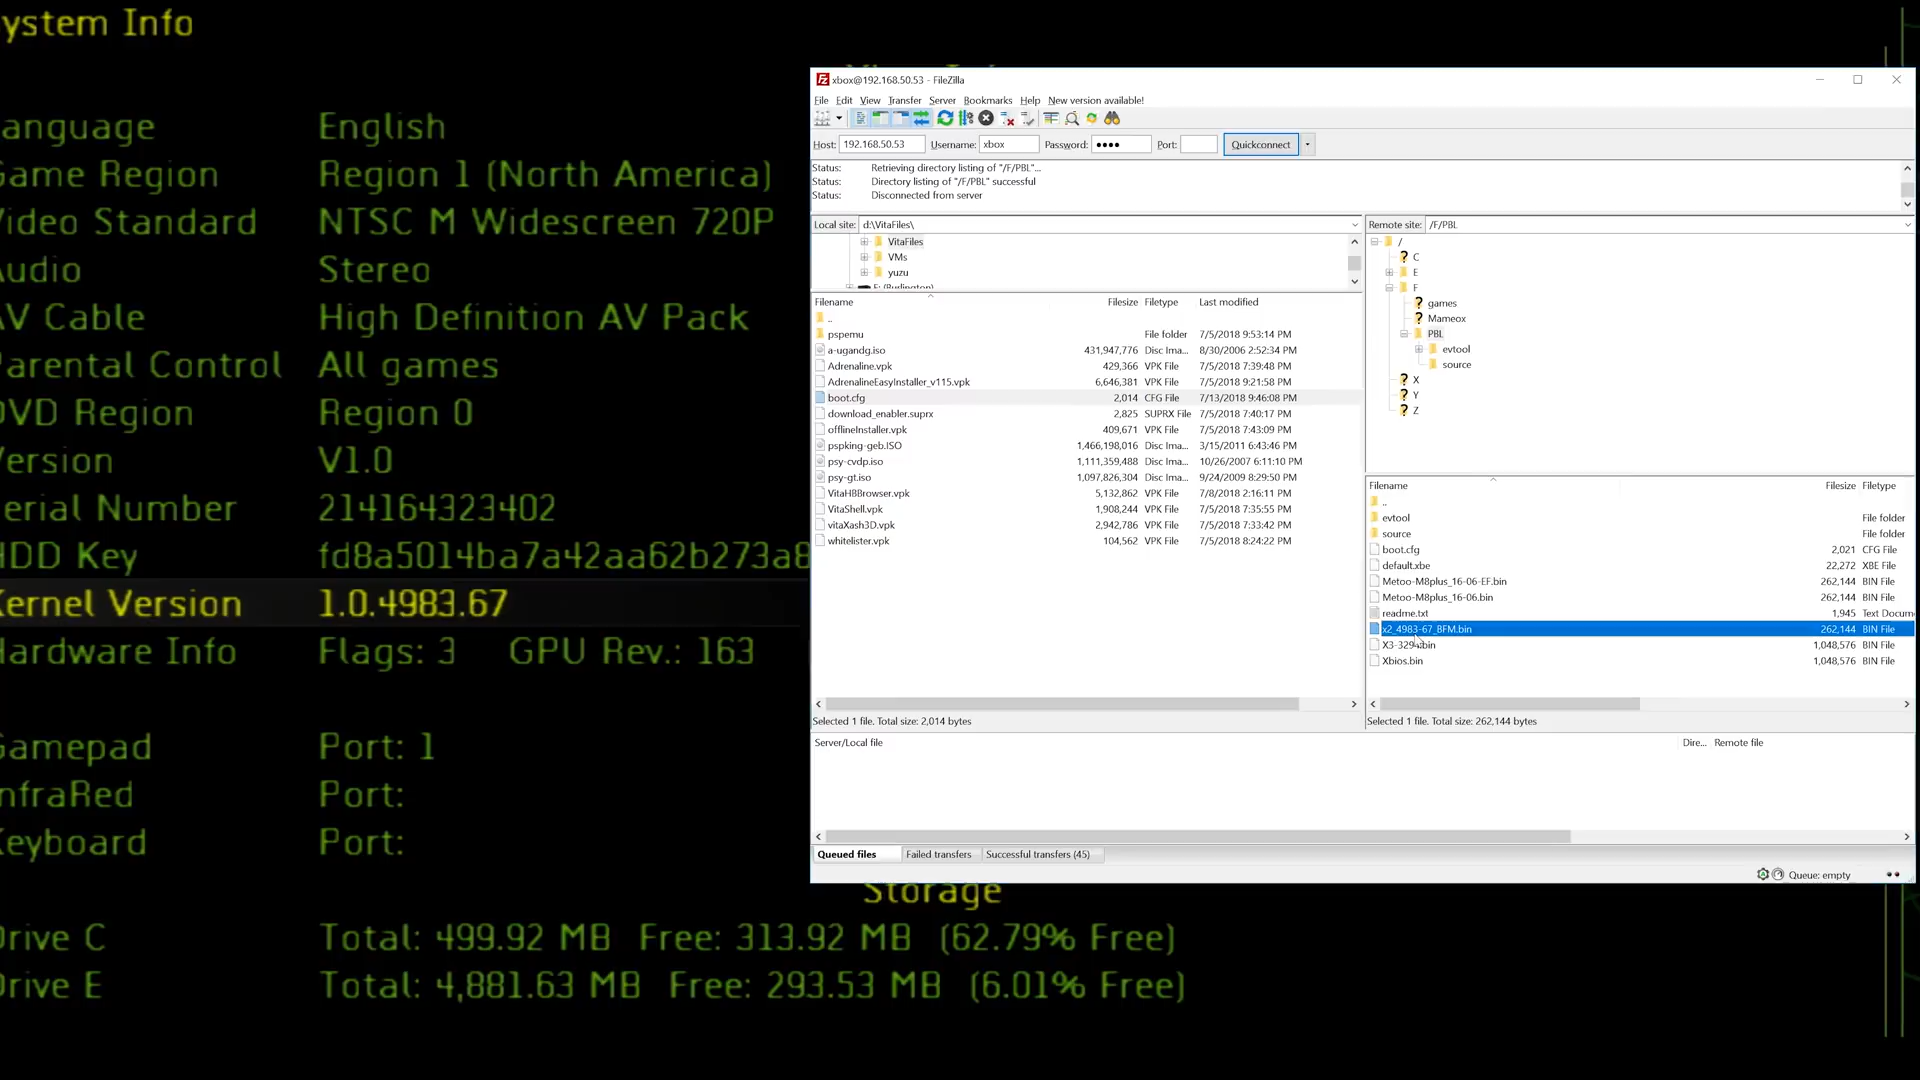 ystem Info
anguage English
Game Region Region 1 (North America)
Video Standard NTSC M Widescreen 720P
Audio Stereo
AV Cable High Definition AV Pack
Parental Control All games
DVD Region Region 0
ersion V1.0
erial Number 214164323402
HDD Key fd8a5014ba7a42aa62b273a8
Kernel Version 1.0.4983.67
Hardware Info Flags: 3 GPU Rev.: 163
Gamepad Port: 1
nfraRed Port:
Keyboard Port:
Storage
Drive C Total: 499.92 MB Free: 313.92 MB (62.79% Free)
Drive E Total: 4,881.63 MB Free: 293.53 MB (6.01% Free)
xbox@192.168.50.53 - FileZilla
File Edit View Transfer Server Bookmarks Help New version available!
Host: 192.168.50.53 Username: xbox Password: •••• Port: Quickconnect
Status: Retrieving directory listing of "/F/PBL"...
Status: Directory listing of "/F/PBL" successful
Status: Disconnected from server
Local site: d:\VitaFiles\
VitaFiles
VMs
yuzu
F: (Burlington)
Filename Filesize Filetype Last modified
..
pspemu File folder 7/5/2018 9:53:14 PM
a-ugandg.iso 431,947,776 Disc Ima... 8/30/2006 2:52:34 PM
Adrenaline.vpk 429,366 VPK File 7/5/2018 7:39:48 PM
AdrenalineEasyInstaller_v115.vpk 6,646,381 VPK File 7/5/2018 9:21:58 PM
boot.cfg 2,014 CFG File 7/13/2018 9:46:08 PM
download_enabler.suprx 2,825 SUPRX File 7/5/2018 7:40:17 PM
offlineInstaller.vpk 409,671 VPK File 7/5/2018 7:43:09 PM
pspking-geb.ISO 1,466,198,016 Disc Ima... 3/15/2011 6:43:46 PM
psy-cvdp.iso 1,111,359,488 Disc Ima... 10/26/2007 6:11:10 PM
psy-gt.iso 1,097,826,304 Disc Ima... 9/24/2009 8:29:50 PM
VitaHBBrowser.vpk 5,132,862 VPK File 7/8/2018 2:16:11 PM
VitaShell.vpk 1,908,244 VPK File 7/5/2018 7:35:55 PM
vitaXash3D.vpk 2,942,786 VPK File 7/5/2018 7:33:42 PM
whitelister.vpk 104,562 VPK File 7/5/2018 8:24:22 PM
Selected 1 file. Total size: 2,014 bytes
Remote site: /F/PBL
/
? C
E
F
? games
? Mameox
PBL
evtool
source
? X
? Y
? Z
Filename Filesize Filetype
..
evtool File folder
source File folder
boot.cfg 2,021 CFG File
default.xbe 22,272 XBE File
Metoo-M8plus_16-06-EF.bin 262,144 BIN File
Metoo-M8plus_16-06.bin 262,144 BIN File
readme.txt 1,945 Text Docum
x2_4983-67_BFM.bin 262,144 BIN File
X3-3294.bin 1,048,576 BIN File
Xbios.bin 1,048,576 BIN File
Selected 1 file. Total size: 262,144 bytes
Server/Local file Dire... Remote file
Queued files Failed transfers Successful transfers (45)
Queue: empty